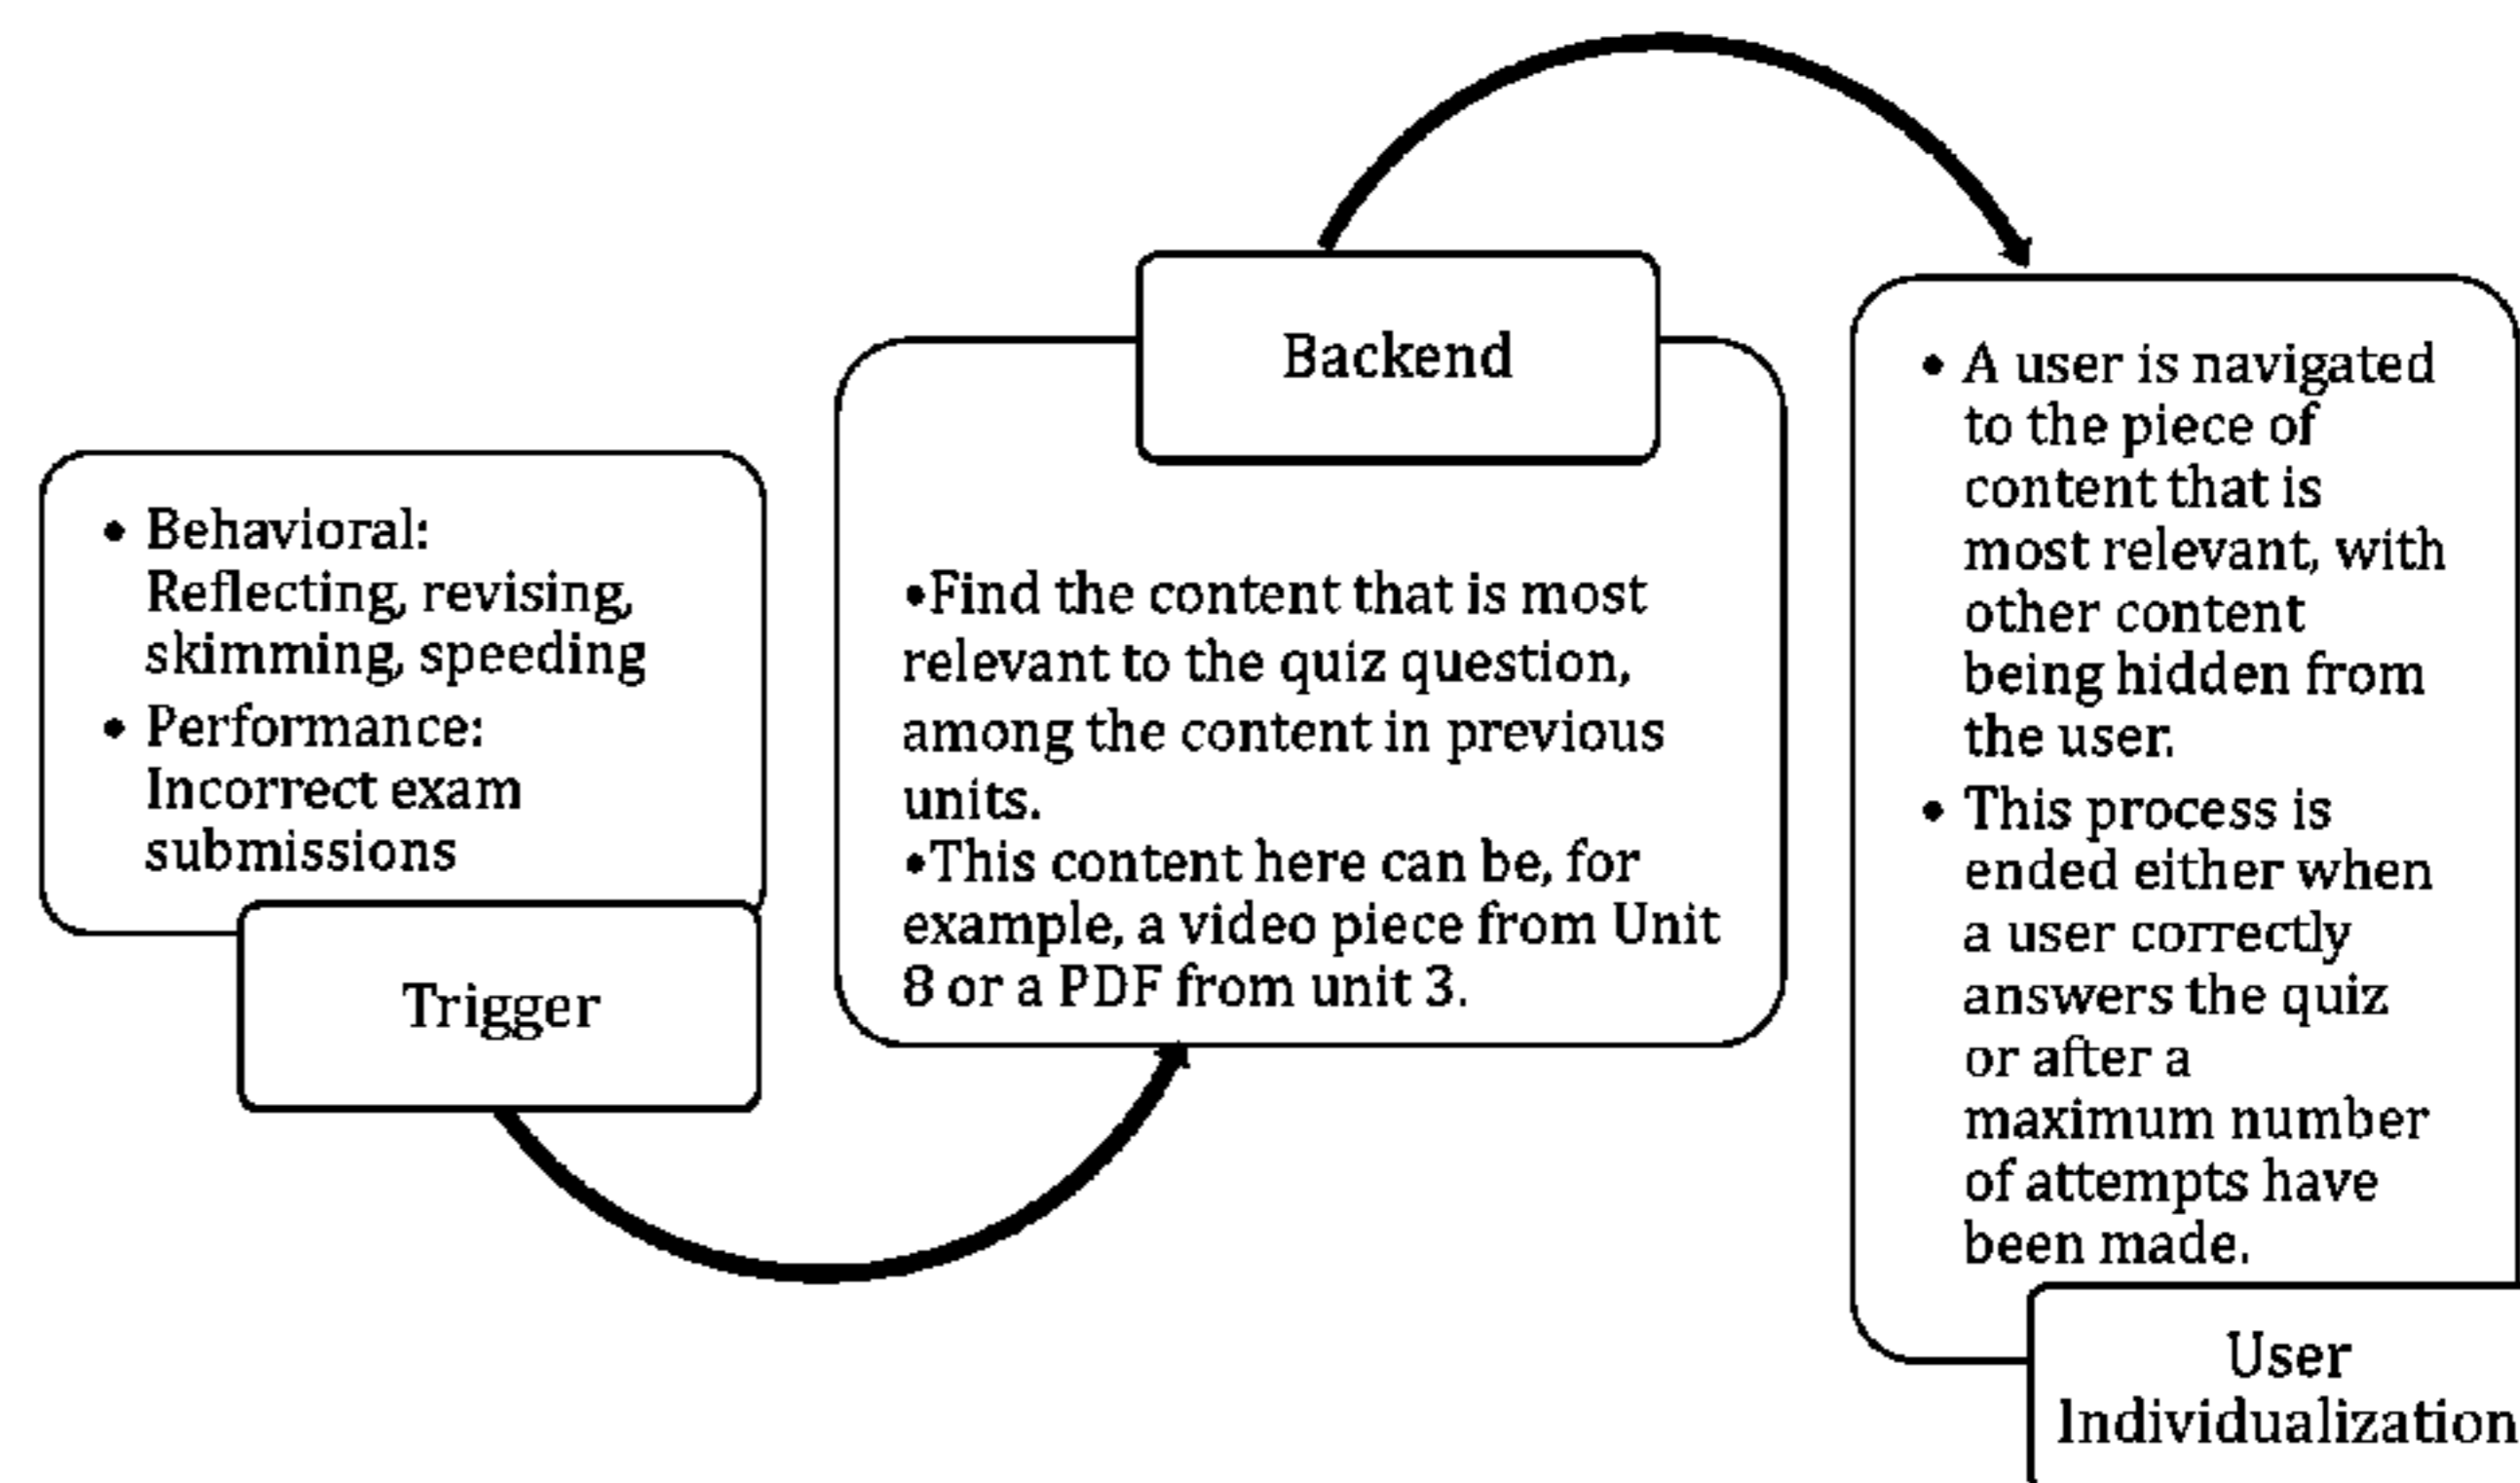 • Behavioral:
Reflecting, revising,
skimming, speeding
• Performance:
Incorrect exam
submissions
Trigger
Backend
•Find the content that is most
relevant to the quiz question,
among the content in previous
units.
•This content here can be, for
example, a video piece from Unit
8 or a PDF from unit 3.
• A user is navigated
to the piece of
content that is
most relevant, with
other content
being hidden from
the user.
• This process is
ended either when
a user correctly
answers the quiz
or after a
maximum number
of attempts have
been made.
User
Individualization